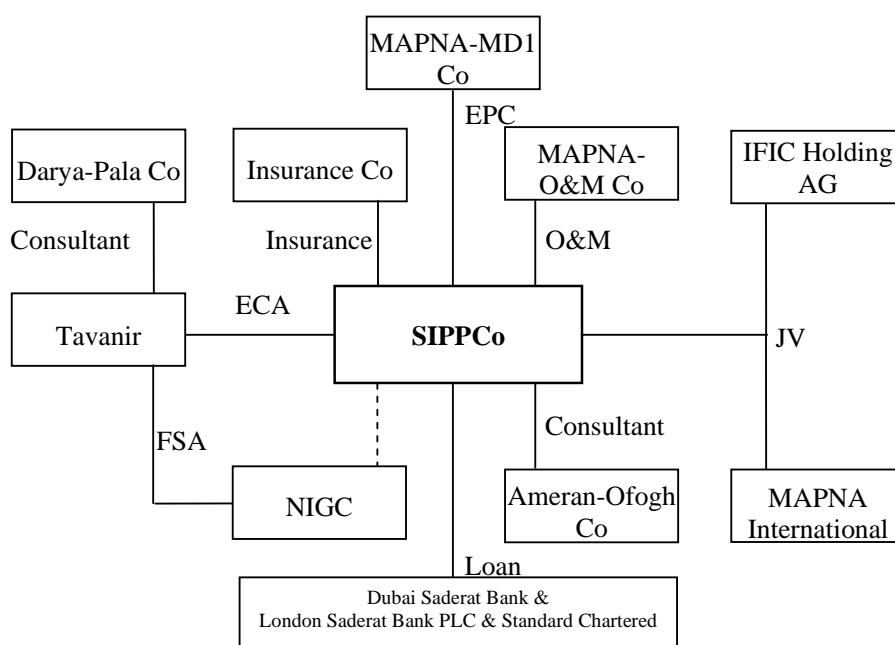 MAPNA-MD1
Co
EPC
Darya-Pala Co
Insurance Co
MAPNA-
O&M Co
IFIC Holding
AG
Consultant
Insurance
O&M
Tavanir
ECA
SIPPCo
JV
FSA
Consultant
NIGC
Ameran-Ofogh
Co
MAPNA
International
Loan
Dubai Saderat Bank &
London Saderat Bank PLC & Standard Chartered